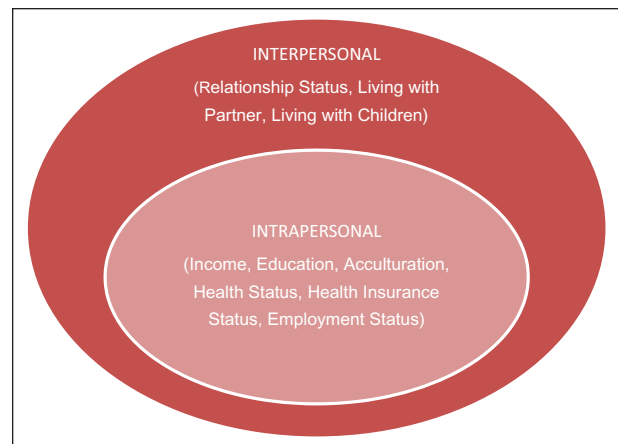 INTERPERSONAL
(Relationship Status, Living with
Partner, Living with Children)
INTRAPERSONAL
(Income, Education, Acculturation,
Health Status, Health Insurance
Status, Employment Status)